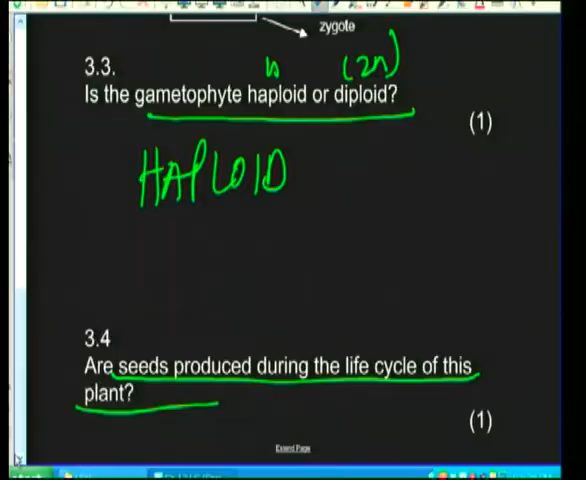 zygote
3.3.
n (2n)
Is the gametophyte haploid or diploid?
(1)
HAPLOID
3.4
Are seeds produced during the life cycle of this
plant?
(1)
Extend Page